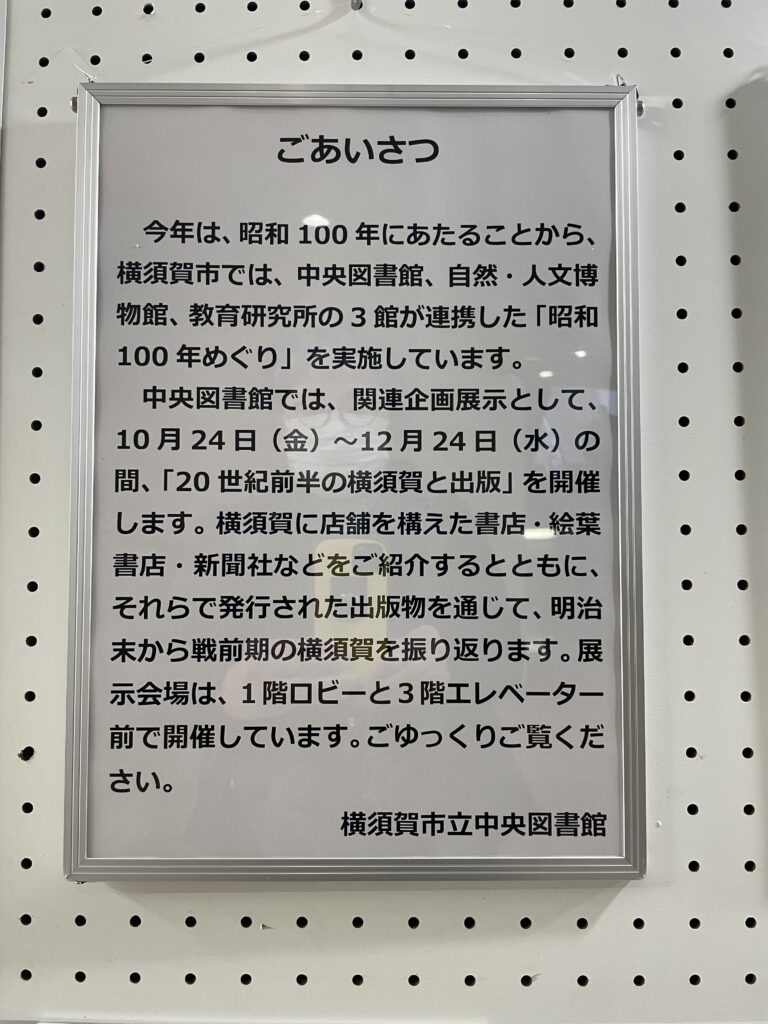 ごあいさつ
今年は、昭和 100 年にあたることから、
横須賀市では、中央図書館、自然・人文博
物館、教育研究所の 3 館が連携した「昭和
100 年めぐり」を実施しています。
中央図書館では、関連企画展示として、
10 月 24 日（金）～12 月 24 日（水）の
間、「20 世紀前半の横須賀と出版」を開催
します。横須賀に店舗を構えた書店・絵葉
書店・新聞社などをご紹介するとともに、
それらで発行された出版物を通じて、明治
末から戦前期の横須賀を振り返ります。展
示会場は、１階ロビーと３階エレベーター
前で開催しています。ごゆっくりご覧くだ
さい。
横須賀市立中央図書館